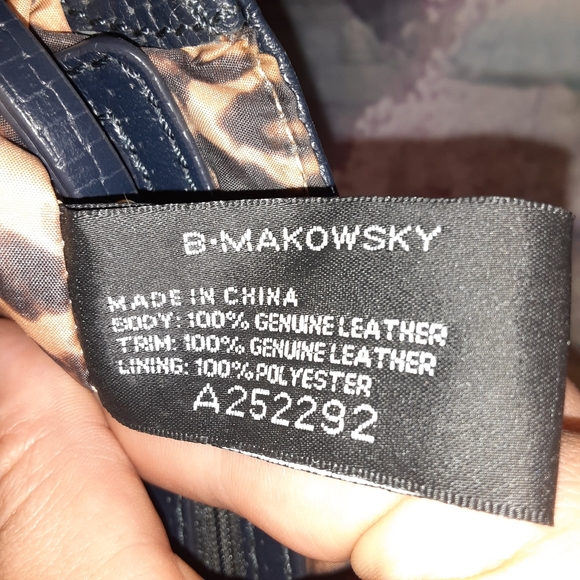 B•MAKOWSKY
MADE IN CHINA
BODY: 100% GENUINE LEATHER
TRIM: 100% GENUINE LEATHER
LINING: 100% POLYESTER
A252292